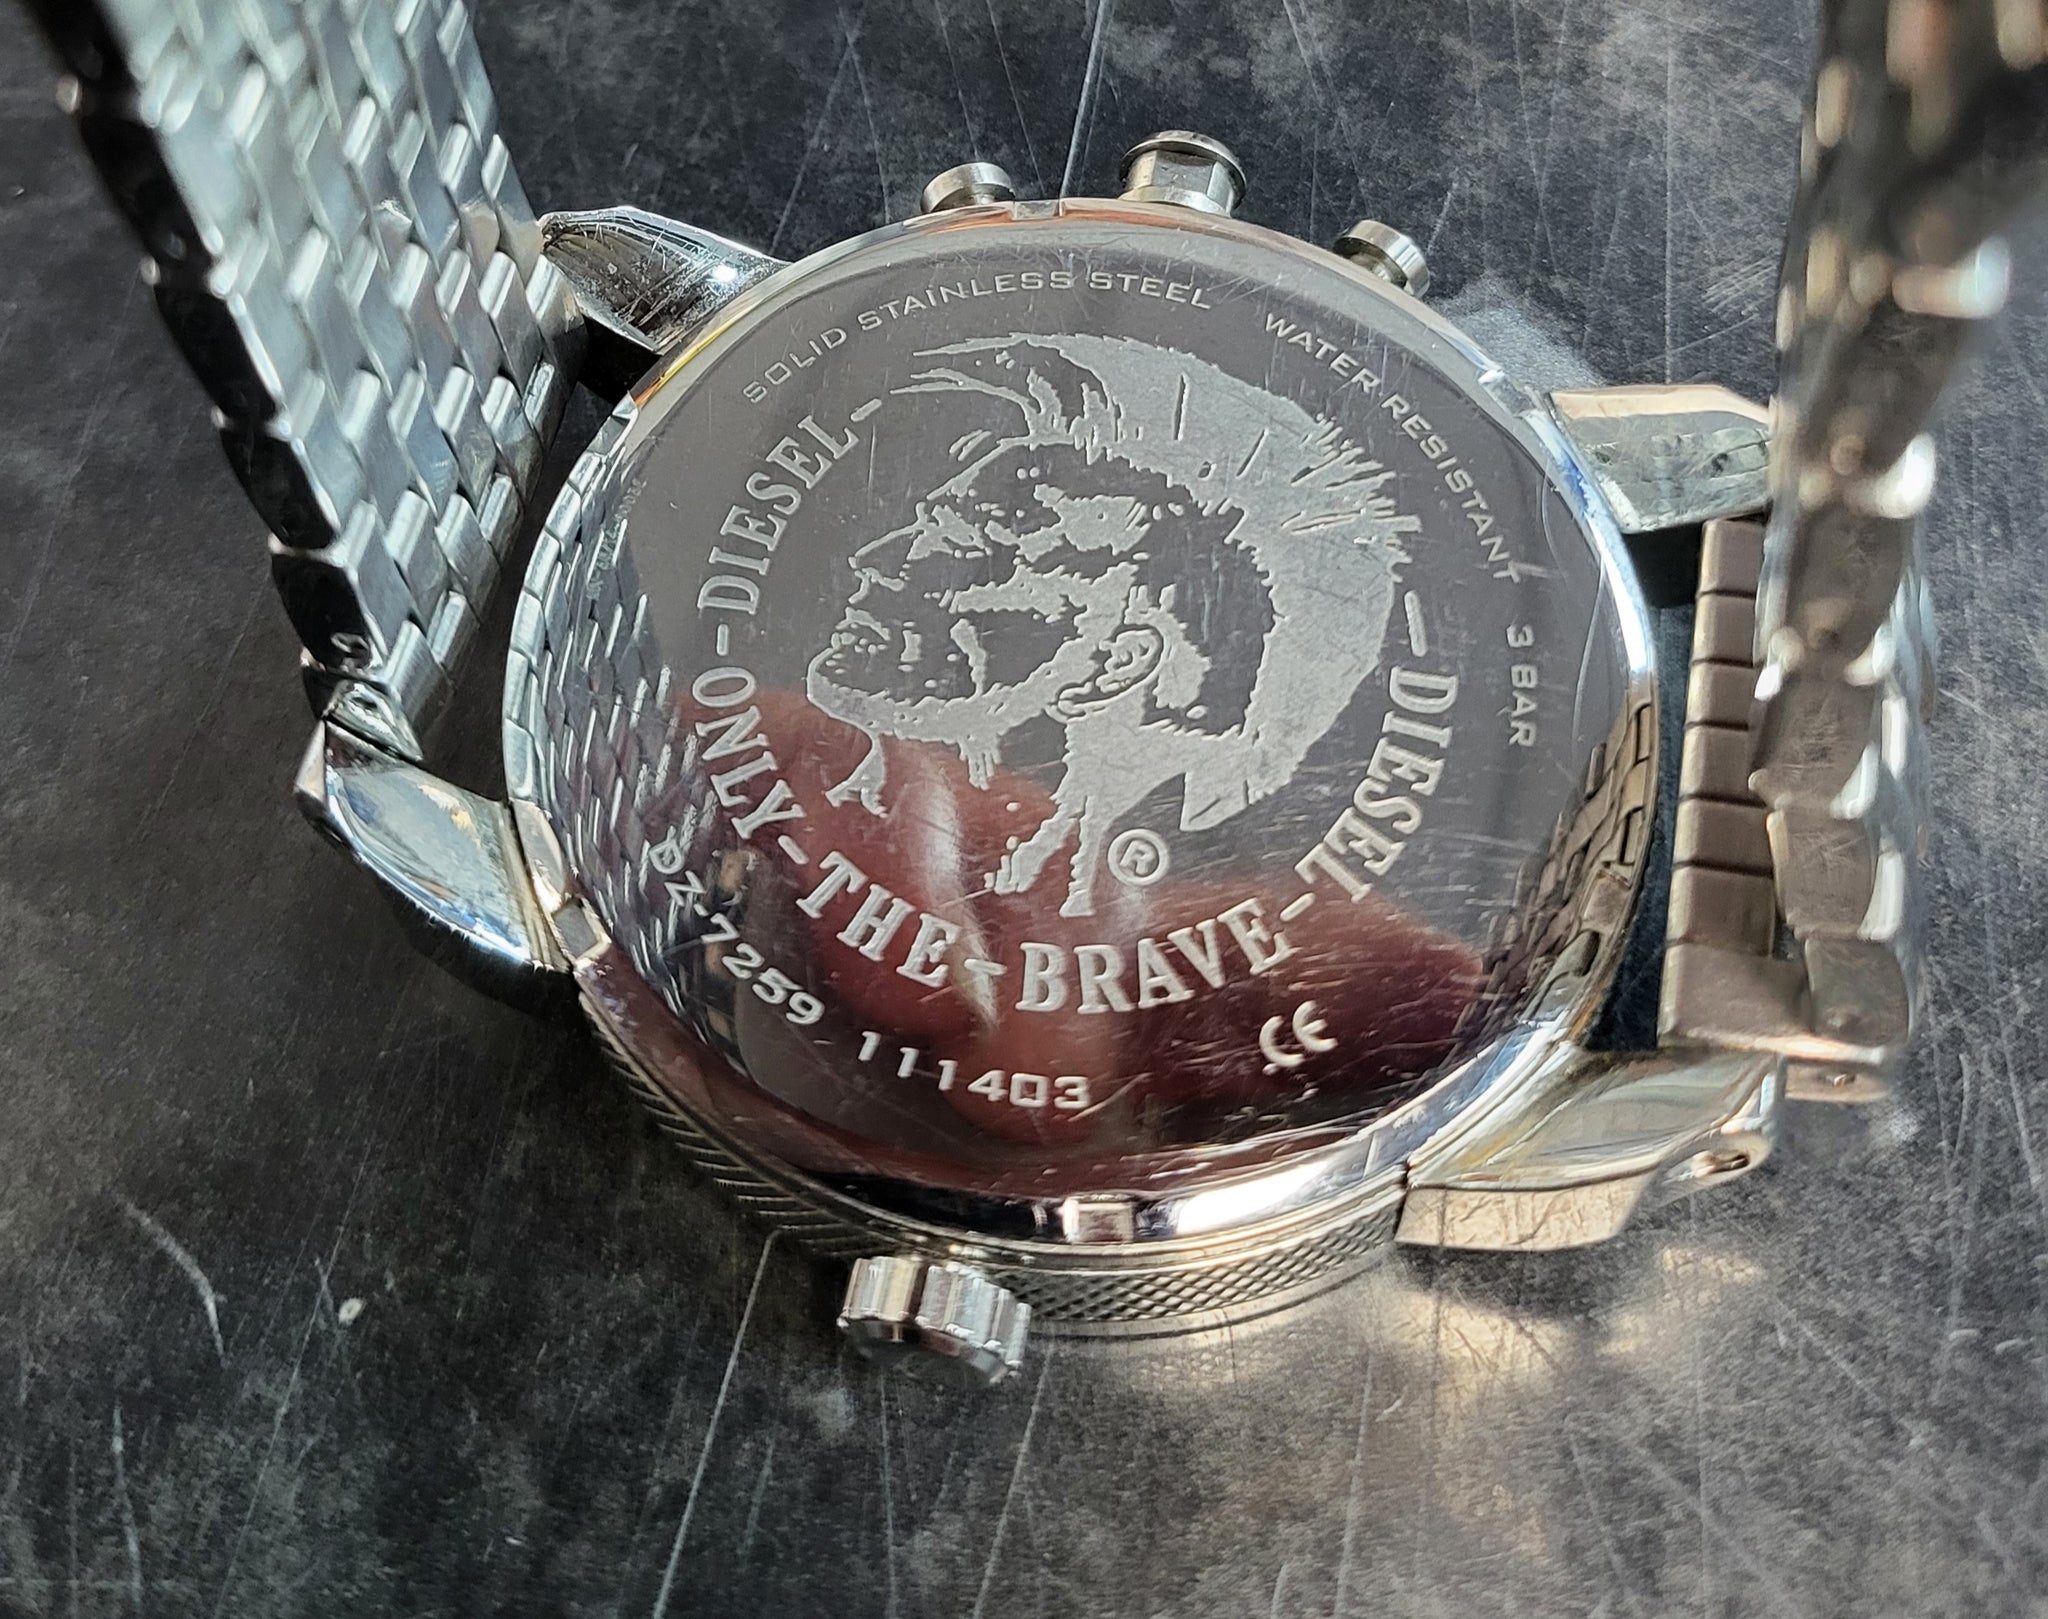 SOLID STAINLESS STEEL WATER RESISTANT 3 BAR
-DIESEL-ONLY-THE-BRAVE-DIESEL-
®
DZ-7259 111403
CE